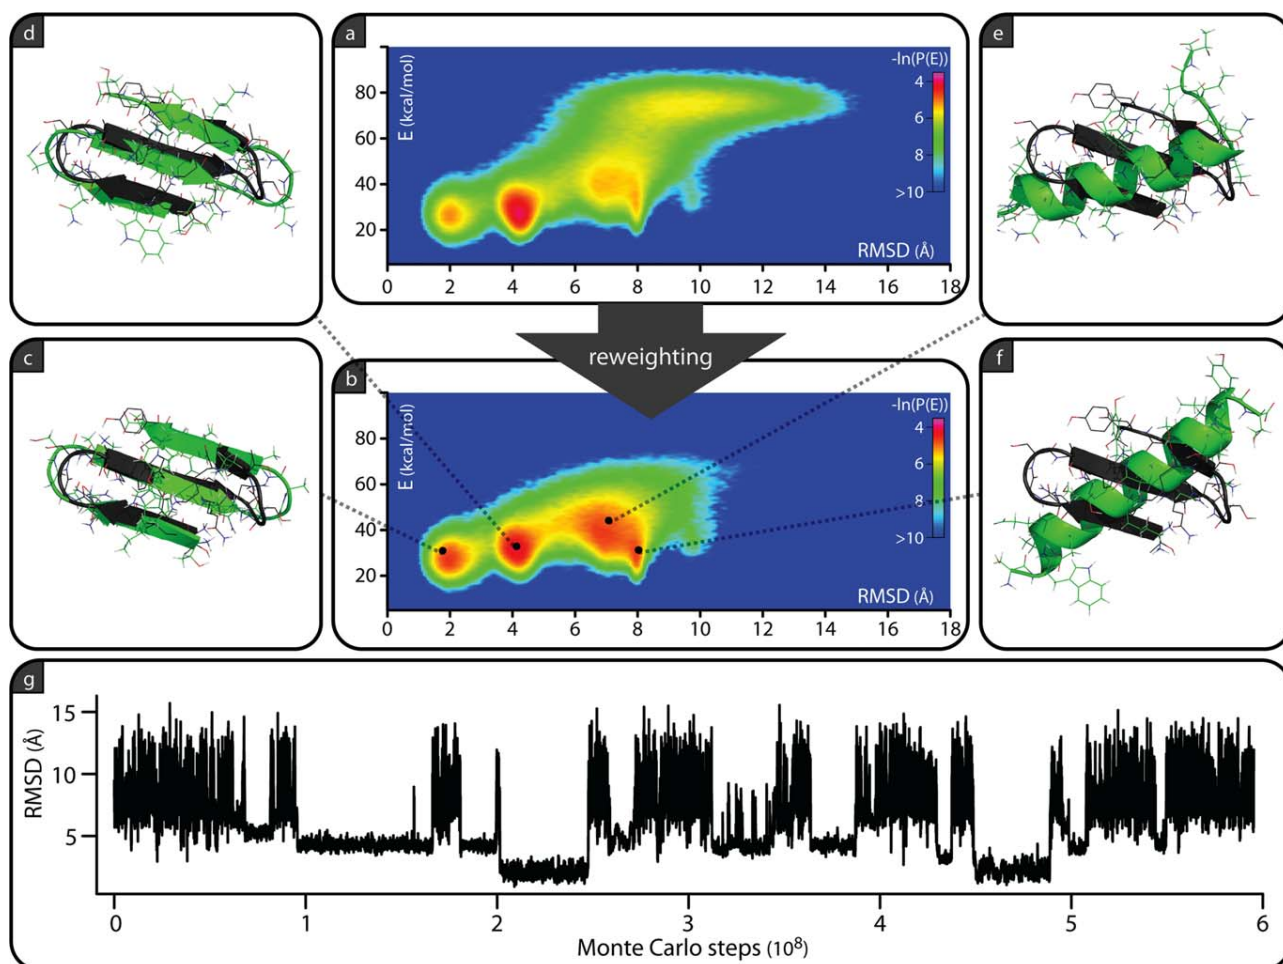 d
a
E (kcal/mol)
80
60
40
20
0 2 4 6 8 10 12 14 16 18
RMSD (Å)
-ln(P(E))
4
6
8
>10
e
reweighting
c
b
E (kcal/mol)
80
60
40
20
0 2 4 6 8 10 12 14 16 18
RMSD (Å)
-ln(P(E))
4
6
8
>10
f
g
RMSD (Å)
15
10
5
0 1 2 3 4 5 6
Monte Carlo steps (10⁸)